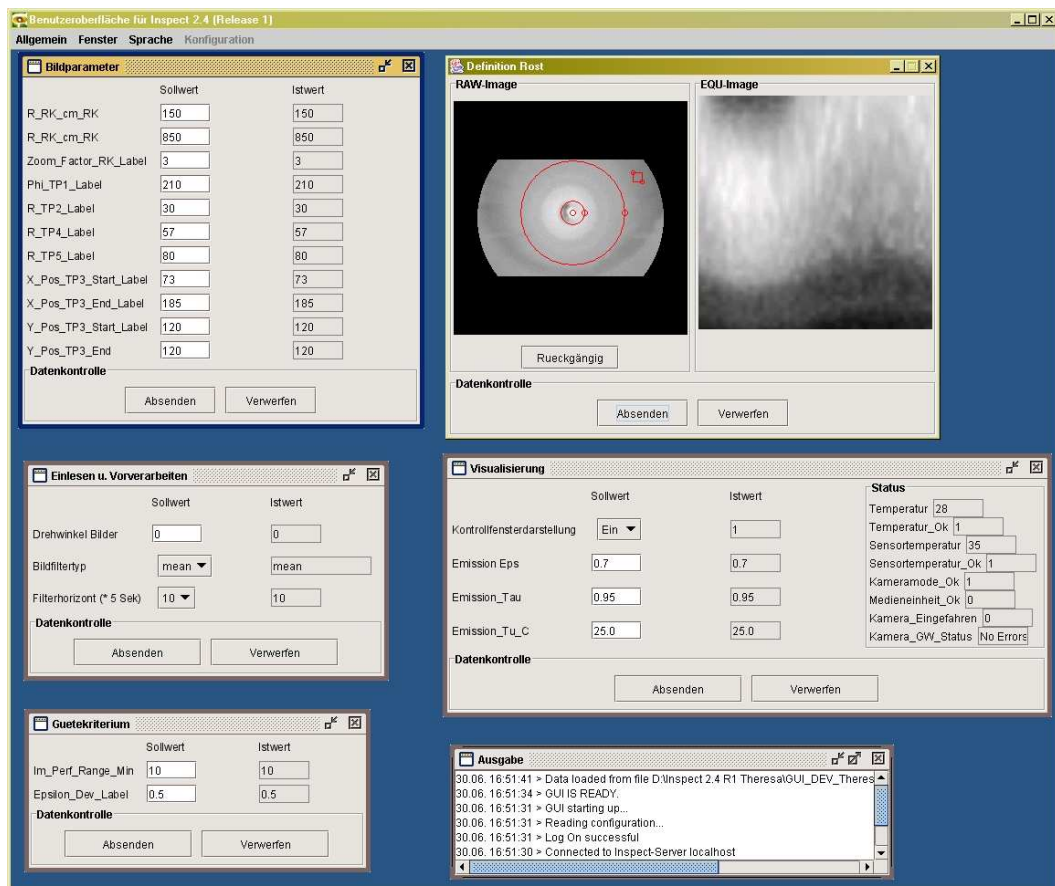 Benutzeroberfläche für Inspect 2.4 (Release 1)
Allgemein Fenster Sprache Konfiguration
Bildparameter
Sollwert Istwert
R_RK_cm_RK 150 150
R_RK_cm_RK 850 850
Zoom_Factor_RK_Label 3 3
Phi_TP1_Label 210 210
R_TP2_Label 30 30
R_TP4_Label 57 57
R_TP5_Label 80 80
X_Pos_TP3_Start_Label 73 73
X_Pos_TP3_End_Label 185 185
Y_Pos_TP3_Start_Label 120 120
Y_Pos_TP3_End 120 120
Datenkontrolle
Absenden Verwerfen
Definition Rost
RAW-Image EQU-Image
Rueckgängig
Datenkontrolle
Absenden Verwerfen
Einlesen u. Vorverarbeiten
Sollwert Istwert
Drehwinkel Bilder 0 0
Bildfiltertyp mean mean
Filterhorizont (* 5 Sek) 10 10
Datenkontrolle
Absenden Verwerfen
Visualisierung
Sollwert Istwert
Kontrollfensterdarstellung Ein 1
Emission Eps 0.7 0.7
Emission_Tau 0.95 0.95
Emission_Tu_C 25.0 25.0
Status
Temperatur 28
Temperatur_Ok 1
Sensortemperatur 35
Sensortemperatur_Ok 1
Kameramode_Ok 1
Medieneinheit_Ok 0
Kamera_Eingefahren 0
Kamera_GW_Status No Errors
Datenkontrolle
Absenden Verwerfen
Guetekriterium
Sollwert Istwert
Im_Perf_Range_Min 10 10
Epsilon_Dev_Label 0.5 0.5
Datenkontrolle
Absenden Verwerfen
Ausgabe
30.06. 16:51:41 > Data loaded from file D:\Inspect 2.4 R1 Theresa\GUI_DEV_Theres
30.06. 16:51:34 > GUI IS READY.
30.06. 16:51:31 > GUI starting up...
30.06. 16:51:31 > Reading configuration...
30.06. 16:51:31 > Log On successful
30.06. 16:51:30 > Connected to Inspect-Server localhost